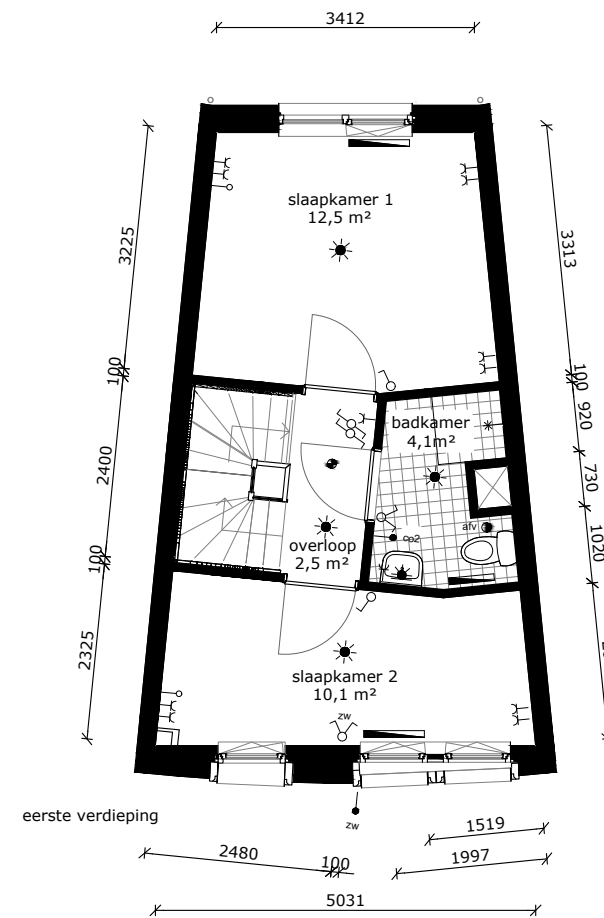 3412
3225
3313
slaapkamer 1
12,5 m²
100
100
920
badkamer
4,1m²
2400
730
afv
co2
1020
overloop
2,5 m²
100
2325
slaapkamer 2
10,1 m²
zw
eerste verdieping
zw
1519
2480
100
1997
5031